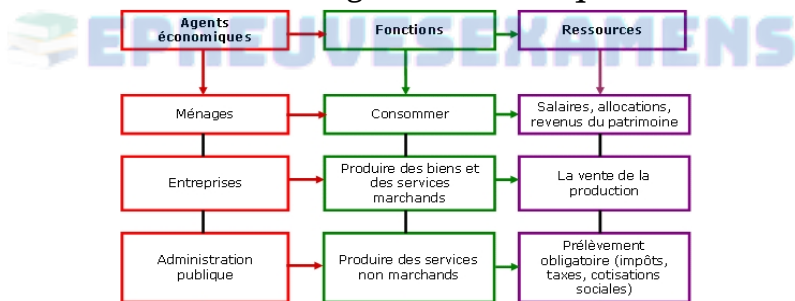 EPREUVESEXAMENS
Agents
économiques
Fonctions
Ressources
Ménages
Consommer
Salaires, allocations,
revenus du patrimoine
Entreprises
Produire des biens et
des services
marchands
La vente de la
production
Administration
publique
Produire des services
non marchands
Prélèvement
obligatoire (impôts,
taxes, cotisations
sociales)